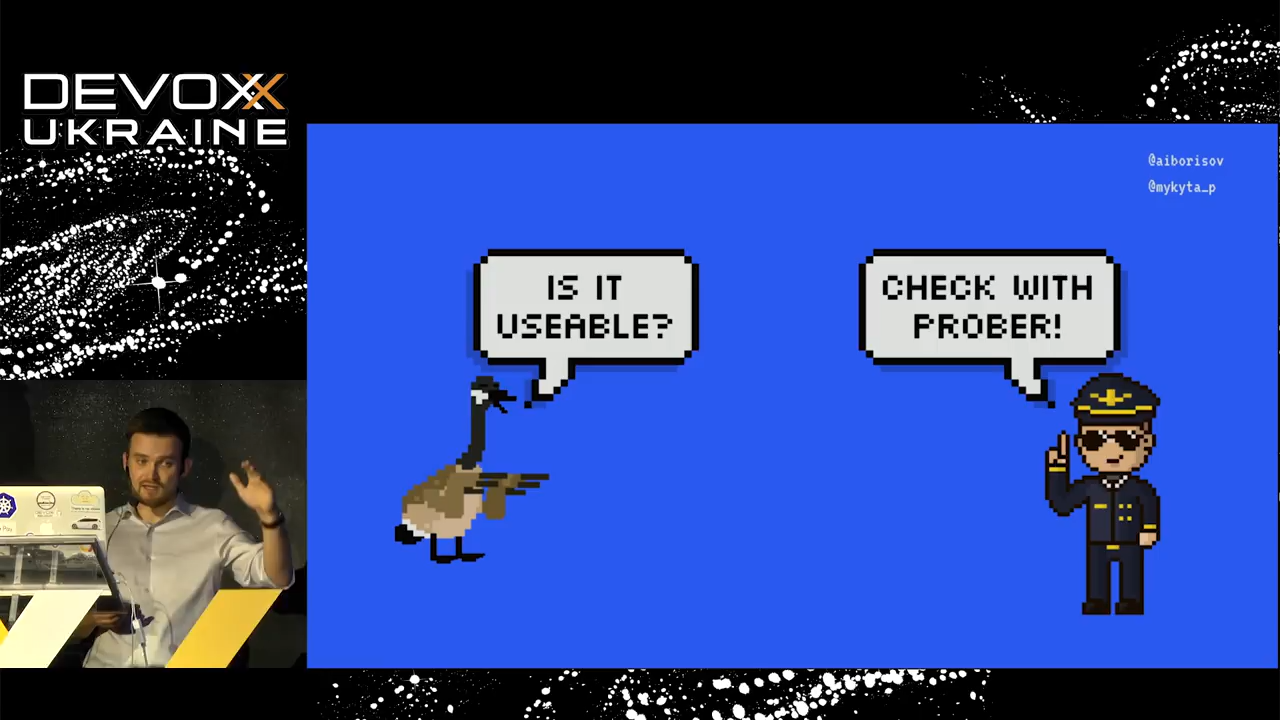 DEVOXX
UKRAINE
@aiborisov
@mykyta_p
IS IT
USEABLE?
CHECK WITH
PROBER!